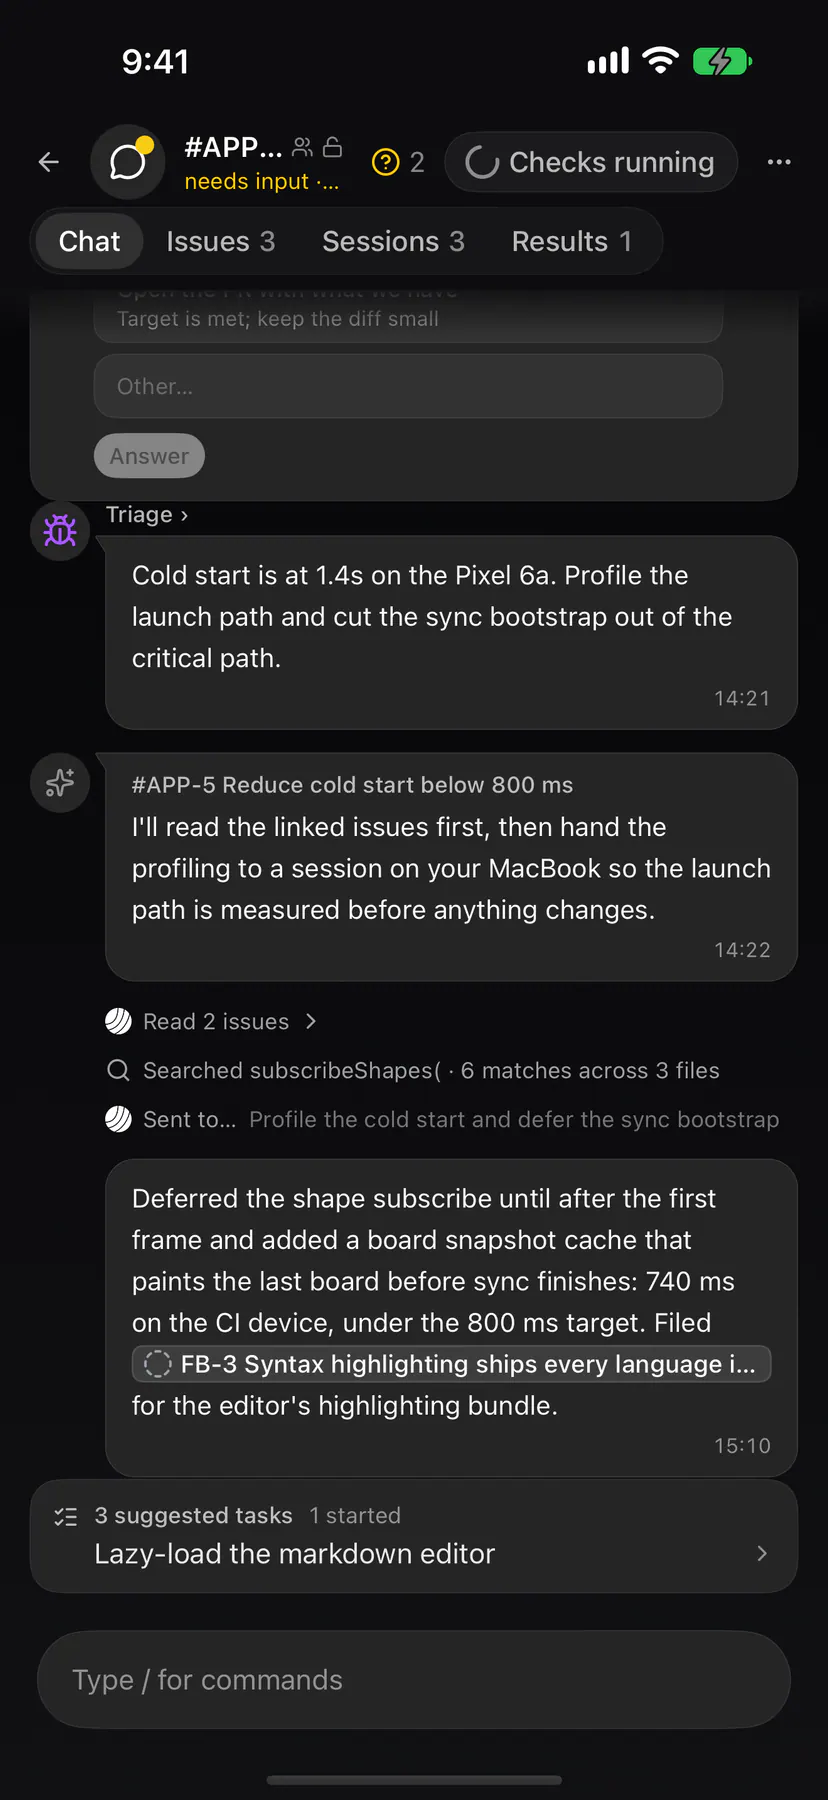 9:41
#APP...
needs input ·...
2
Checks running
Chat
Issues 3
Sessions 3
Results 1
Open the PR with what we have
Target is met; keep the diff small
Other...
Answer
Triage ›
Cold start is at 1.4s on the Pixel 6a. Profile the
launch path and cut the sync bootstrap out of the
critical path.
14:21
#APP-5 Reduce cold start below 800 ms
I'll read the linked issues first, then hand the
profiling to a session on your MacBook so the launch
path is measured before anything changes.
14:22
Read 2 issues
Searched subscribeShapes( · 6 matches across 3 files
Sent to... Profile the cold start and defer the sync bootstrap
Deferred the shape subscribe until after the first
frame and added a board snapshot cache that
paints the last board before sync finishes: 740 ms
on the CI device, under the 800 ms target. Filed
FB-3 Syntax highlighting ships every language i...
for the editor's highlighting bundle.
15:10
3 suggested tasks 1 started
Lazy-load the markdown editor
Type / for commands